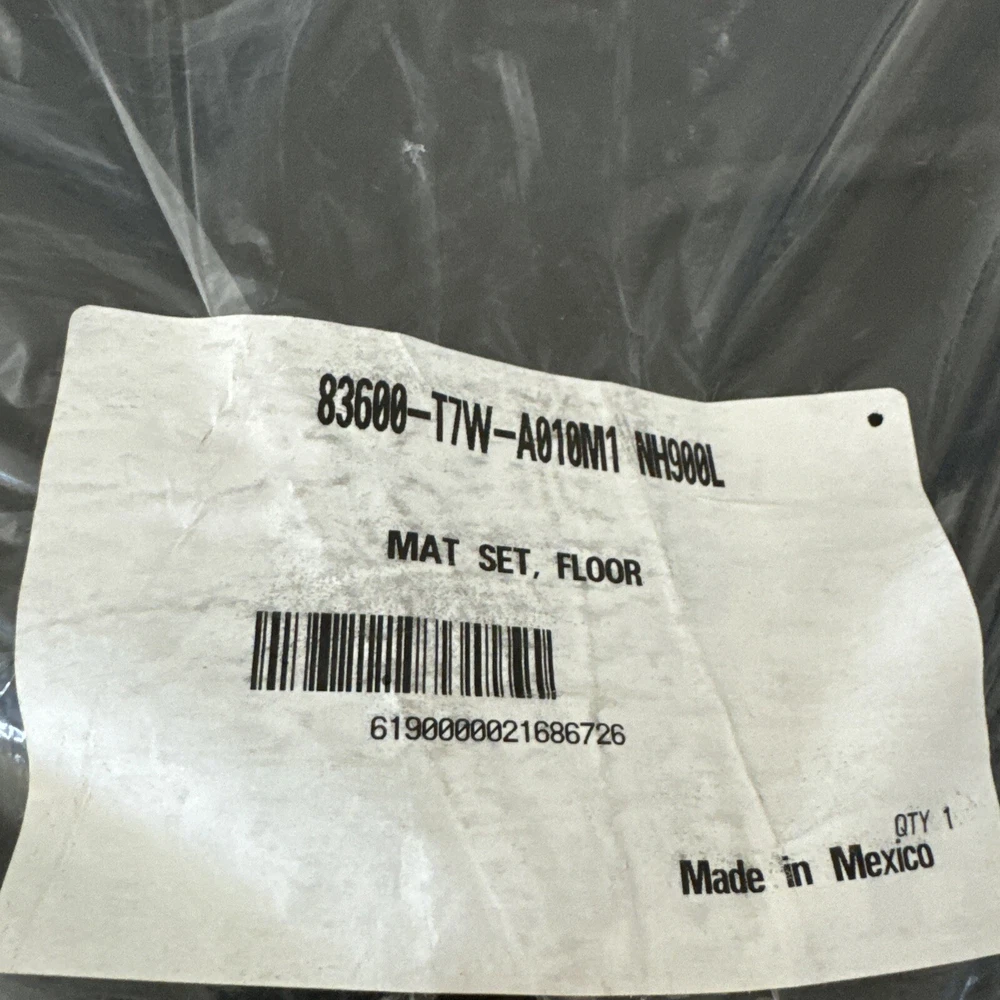 83600-T7W-A010M1 NH900L
MAT SET, FLOOR
6190000021686726
QTY 1
Made in Mexico